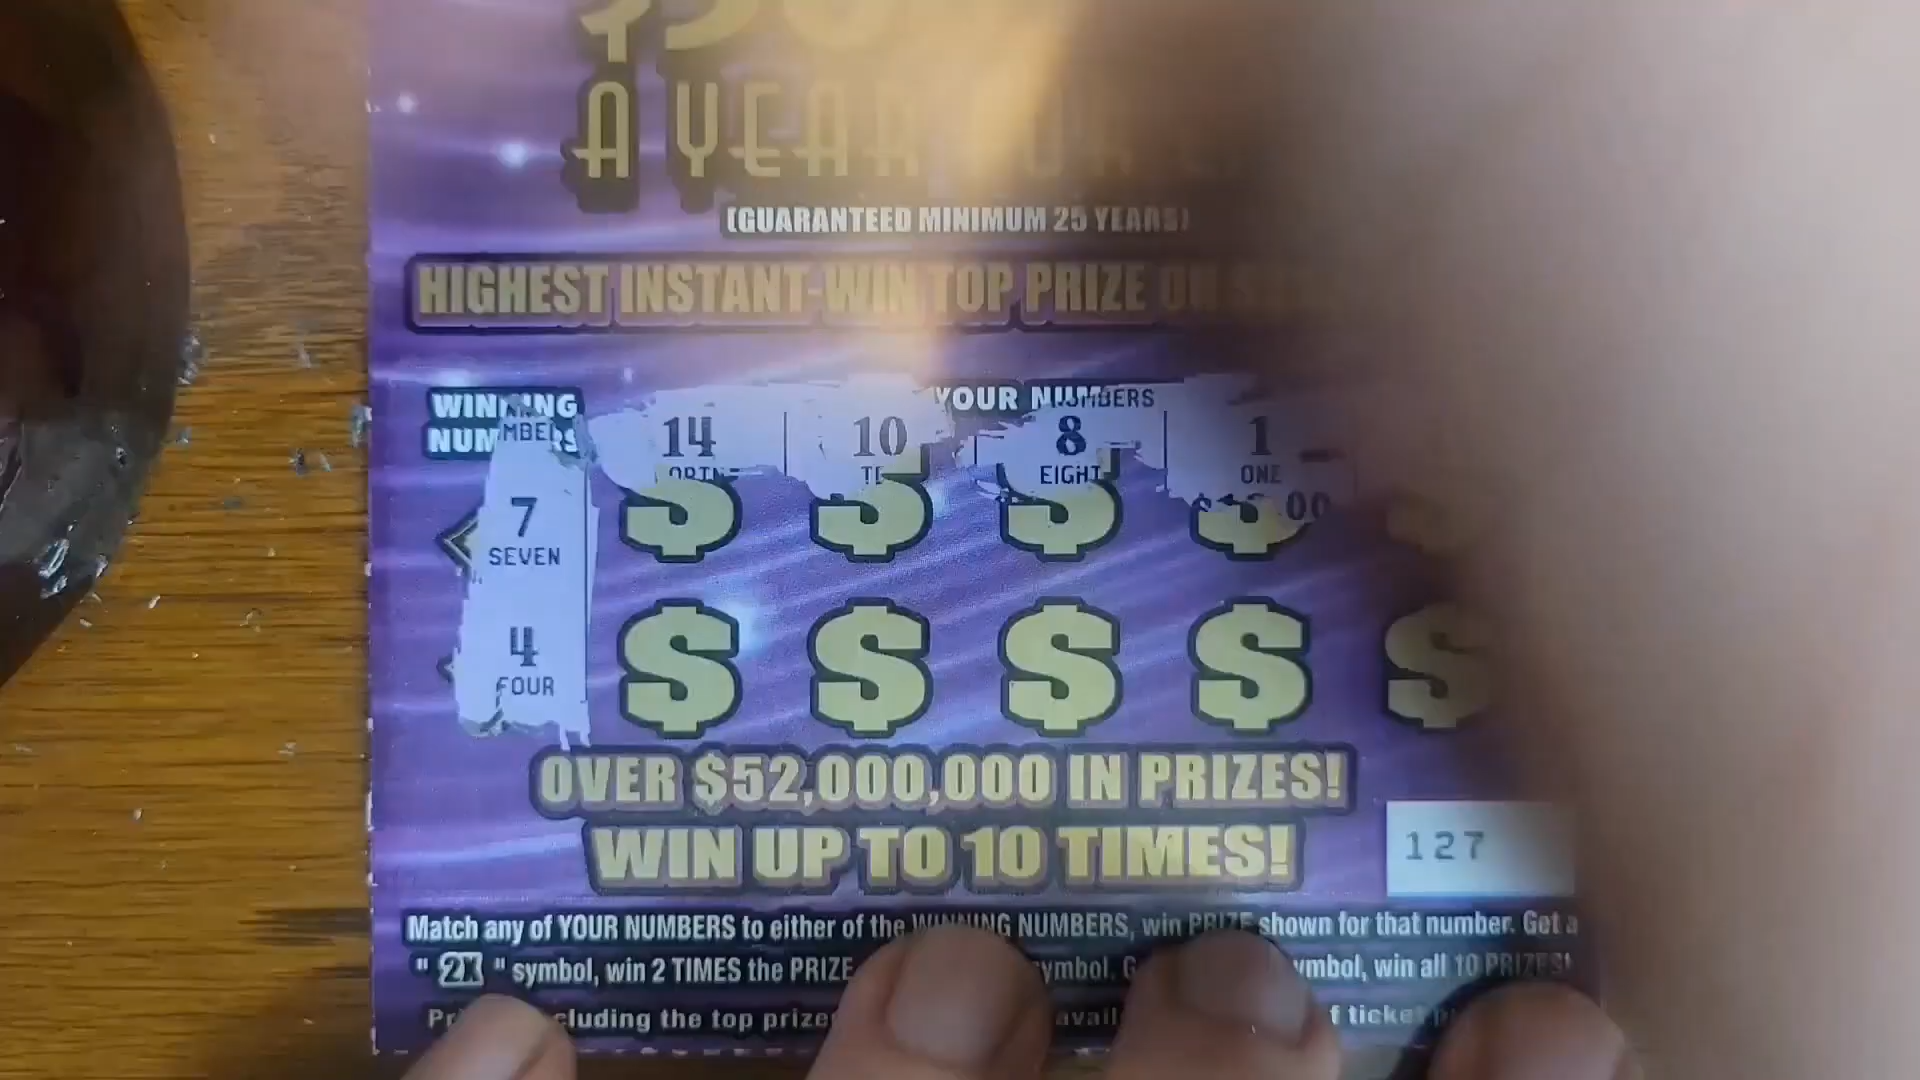 A YEAR
(GUARANTEED MINIMUM 25 YEARS)
HIGHEST INSTANT-WIN TOP PRIZE
WINNING NUMBERS
YOUR NUMBERS
14
10
8
EIGHT
1
ONE
7
SEVEN
4
FOUR
$ $ $ $ $
$ $ $ $ $
OVER $52,000,000 IN PRIZES!
WIN UP TO 10 TIMES!
127
Match any of YOUR NUMBERS to either of the WINNING NUMBERS, win PRIZE shown for that number. Get a
"2X" symbol, win 2 TIMES the PRIZE symbol, win all 10 PRIZES!
the top prize